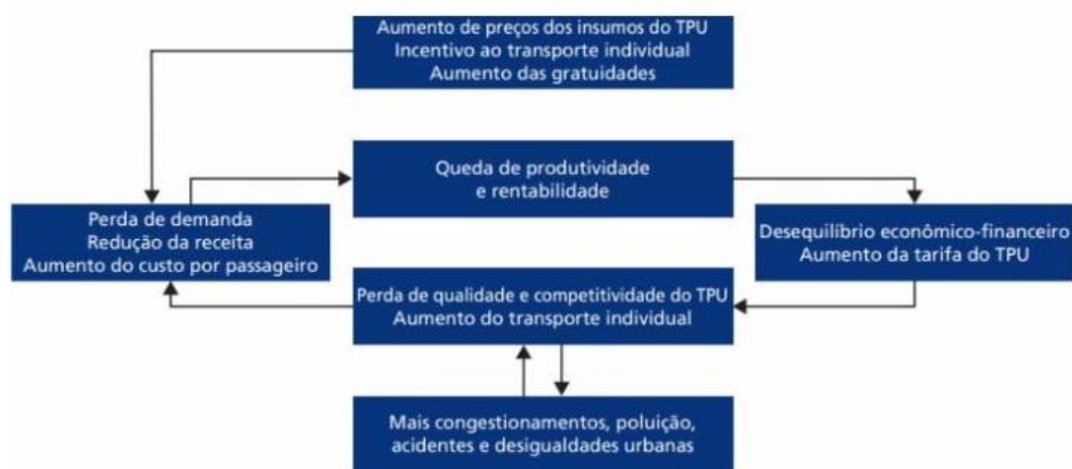 Aumento de preços dos insumos do TPU
Incentivo ao transporte individual
Aumento das gratuidades
Queda de produtividade
e rentabilidade
Perda de demanda
Redução da receita
Aumento do custo por passageiro
Desequilíbrio econômico-financeiro
Aumento da tarifa do TPU
Perda de qualidade e competitividade do TPU
Aumento do transporte individual
Mais congestionamentos, poluição,
acidentes e desigualdades urbanas